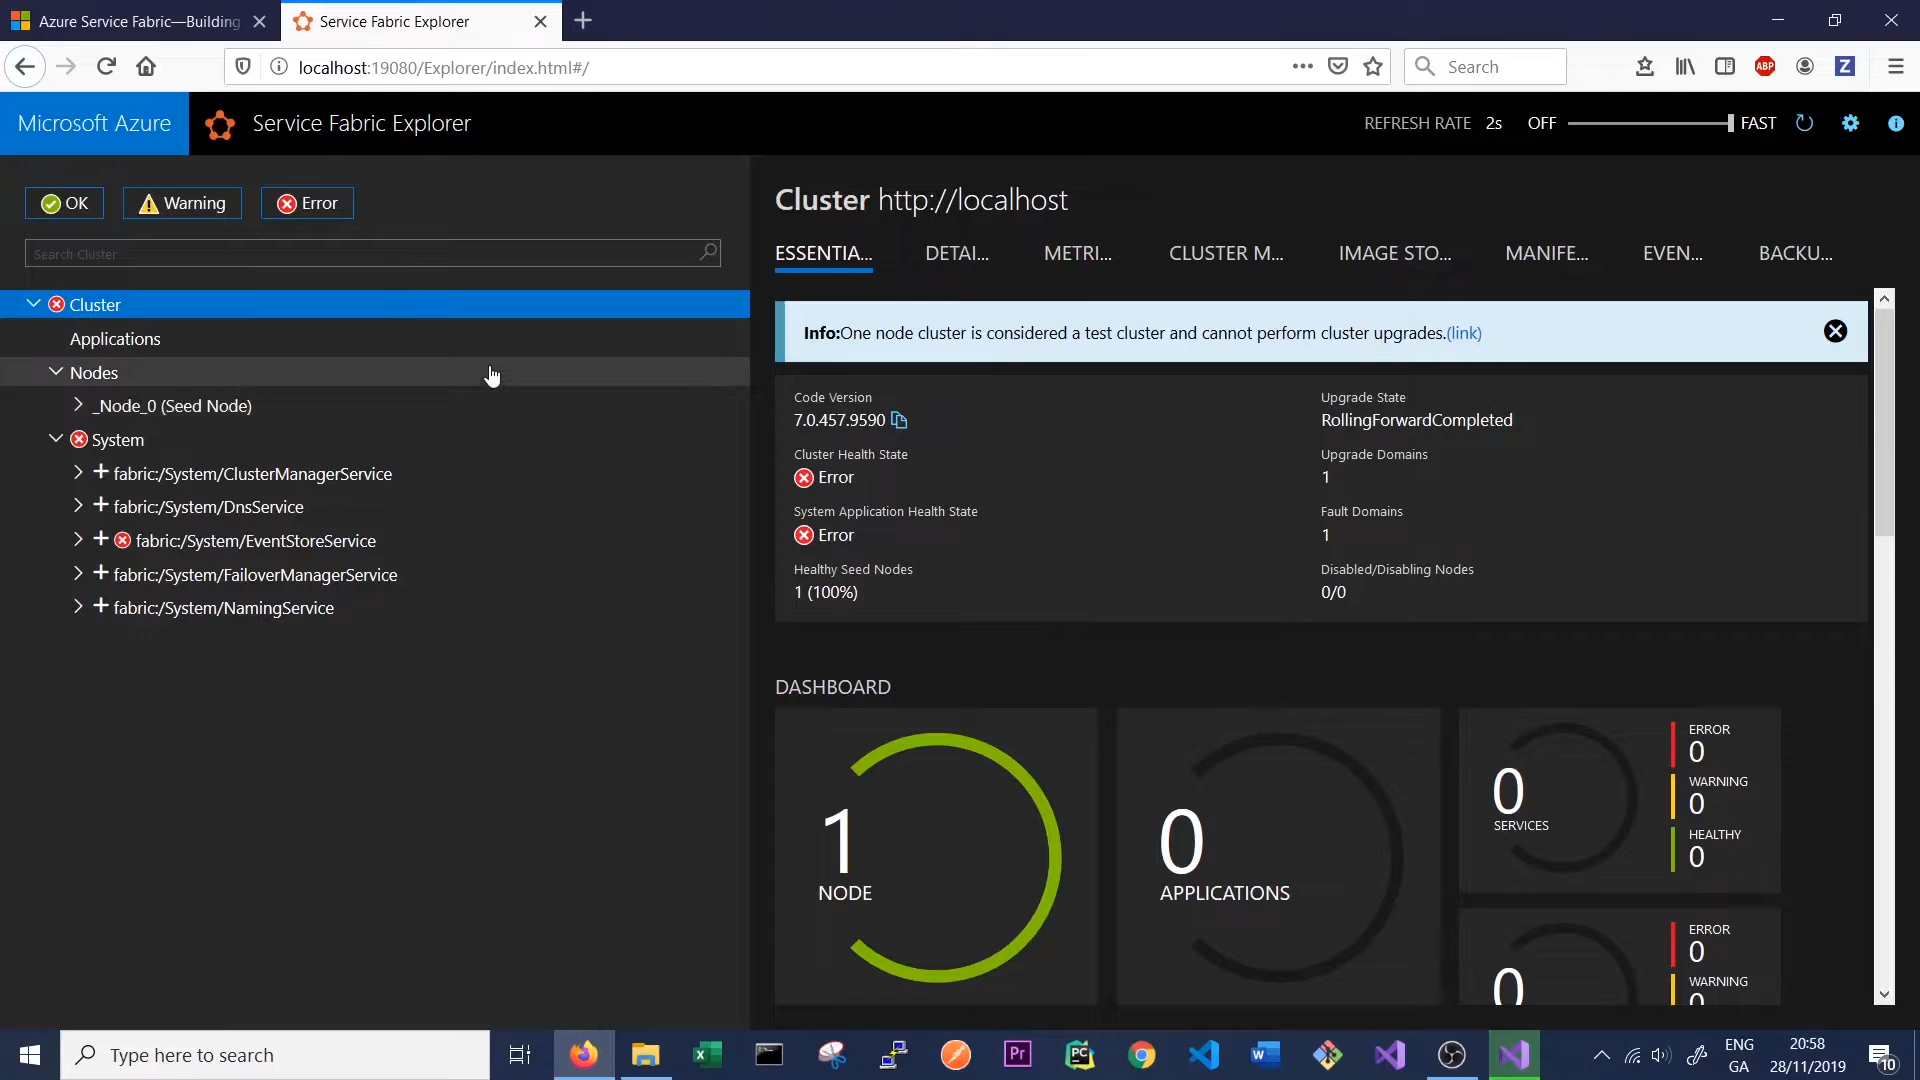 Azure Service Fabric—Building
Service Fabric Explorer
localhost:19080/Explorer/index.html#/
Search
ABP
Z
Microsoft Azure
Service Fabric Explorer
REFRESH RATE 2s OFF FAST
OK
Warning
Error
Search Cluster
Cluster
Applications
Nodes
_Node_0 (Seed Node)
System
fabric:/System/ClusterManagerService
fabric:/System/DnsService
fabric:/System/EventStoreService
fabric:/System/FailoverManagerService
fabric:/System/NamingService
Cluster http://localhost
ESSENTIA... DETAI... METRI... CLUSTER M... IMAGE STO... MANIFE... EVEN... BACKU...
Info:One node cluster is considered a test cluster and cannot perform cluster upgrades.(link)
Code Version
7.0.457.9590
Cluster Health State
Error
System Application Health State
Error
Healthy Seed Nodes
1 (100%)
Upgrade State
RollingForwardCompleted
Upgrade Domains
1
Fault Domains
1
Disabled/Disabling Nodes
0/0
DASHBOARD
1
NODE
0
APPLICATIONS
0
SERVICES
ERROR
0
WARNING
0
HEALTHY
0
0
ERROR
0
WARNING
0
Type here to search
Pr
PC
ENG
GA
20:58
28/11/2019
10